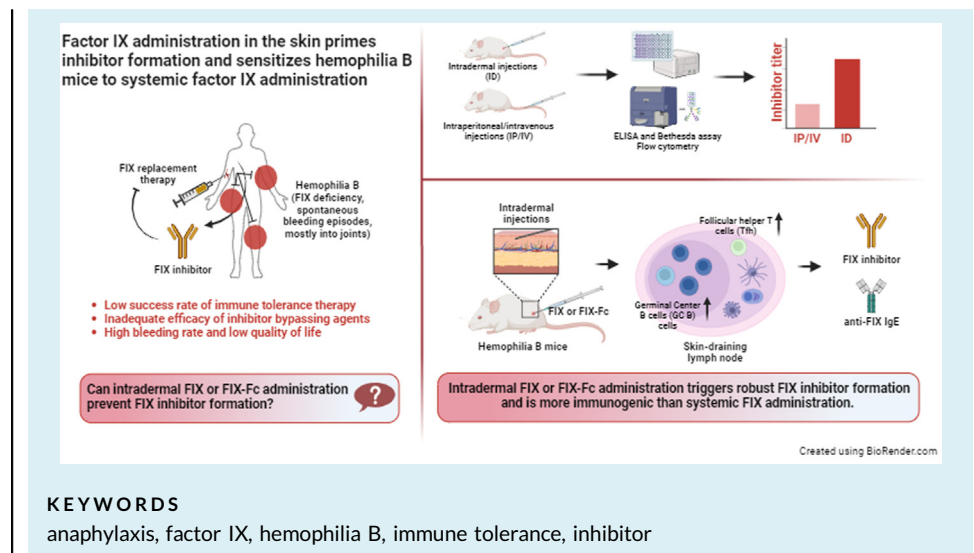 Factor IX administration in the skin primes
inhibitor formation and sensitizes hemophilia B
mice to systemic factor IX administration
FIX replacement
therapy
Hemophilia B
(FIX deficiency,
spontaneous
bleeding episodes,
mostly into joints)
FIX inhibitor
• Low success rate of immune tolerance therapy
• Inadequate efficacy of inhibitor bypassing agents
• High bleeding rate and low quality of life
Can intradermal FIX or FIX-Fc administration
prevent FIX inhibitor formation?
?
Intradermal injections
(ID)
Intraperitoneal/intravenous
injections (IP/IV)
ELISA and Bethesda assay
Flow cytometry
Inhibitor titer
IP/IV ID
Intradermal
injections
FIX or FIX-Fc
Hemophilia B mice
Follicular helper T
cells (Tfh)
Germinal Center
B cells (GC B)
cells
Skin-draining
lymph node
FIX inhibitor
anti-FIX IgE
Intradermal FIX or FIX-Fc administration triggers robust FIX inhibitor formation
and is more immunogenic than systemic FIX administration.
Created using BioRender.com
KEYWORDS
anaphylaxis, factor IX, hemophilia B, immune tolerance, inhibitor